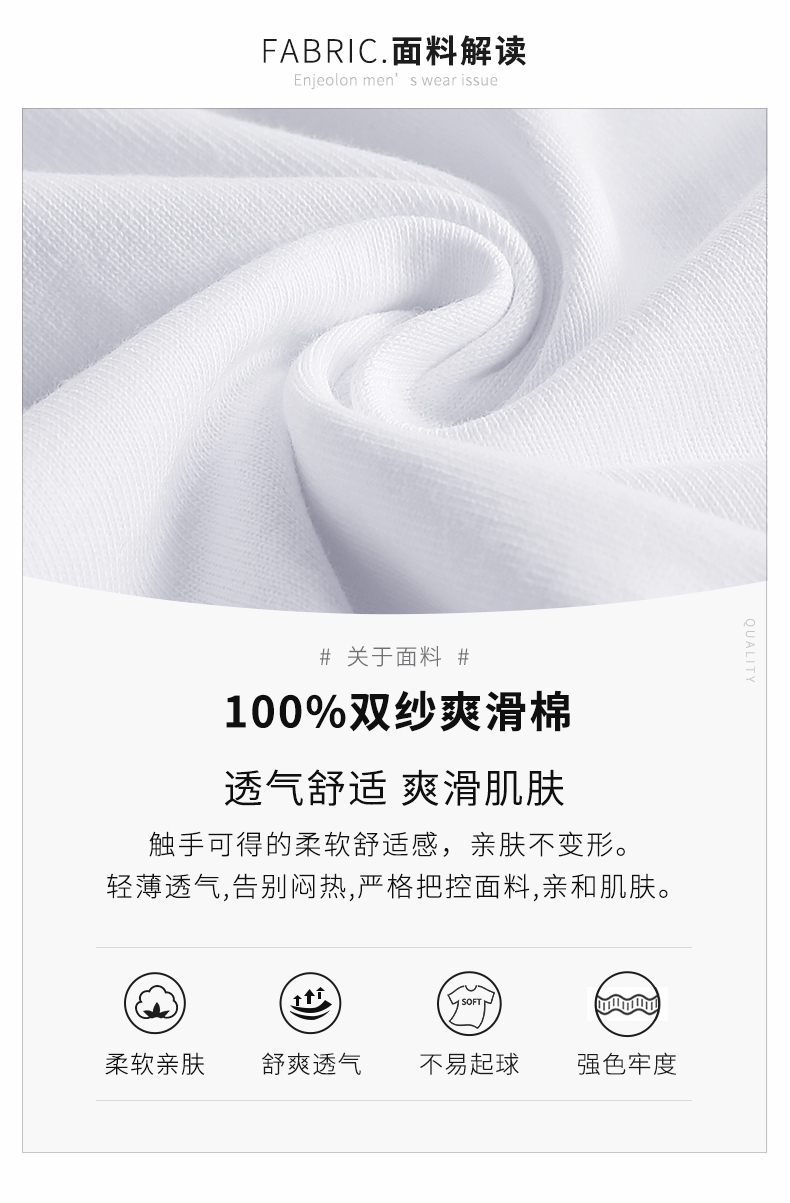 FABRIC.面料解读
Enjeolon men’s wear issue
QUALITY
# 关于面料 #
100%双纱爽滑棉
透气舒适 爽滑肌肤
触手可得的柔软舒适感，亲肤不变形。
轻薄透气,告别闷热,严格把控面料,亲和肌肤。
SOFT
柔软亲肤 舒爽透气 不易起球 强色牢度